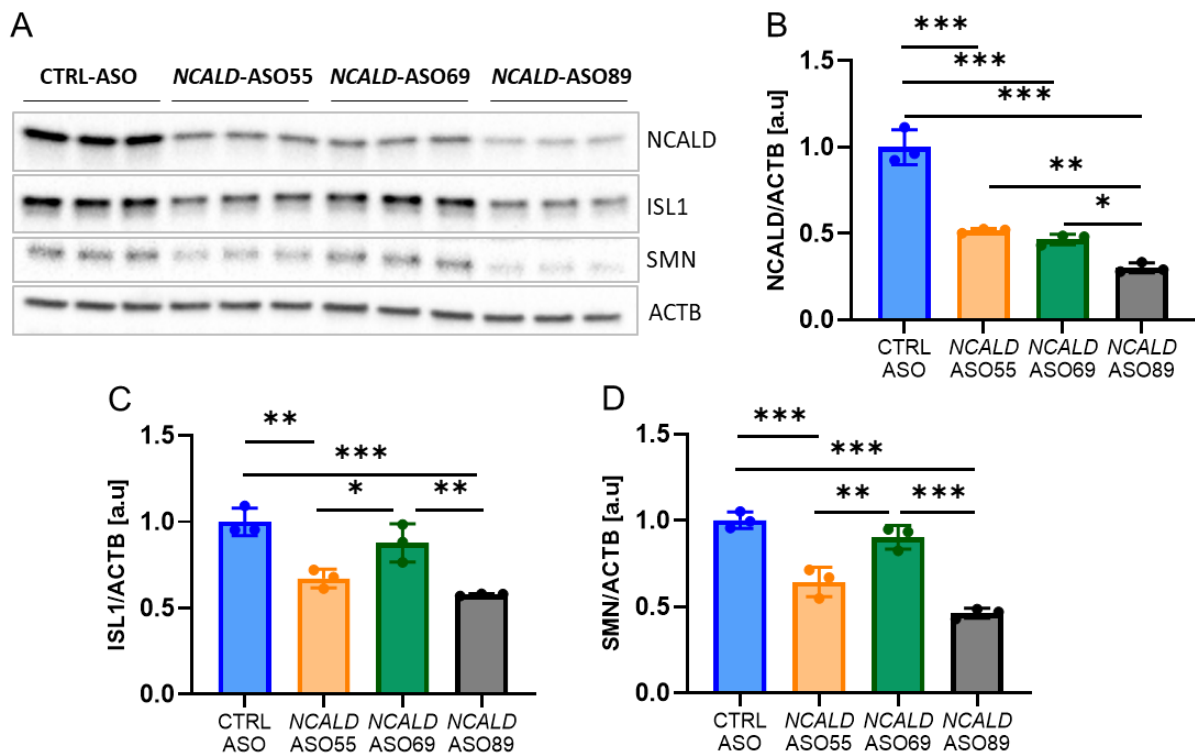 A
CTRL-ASO NCALD-ASO55 NCALD-ASO69 NCALD-ASO89
NCALD
ISL1
SMN
ACTB
B
NCALD/ACTB [a.u]
1.5
1.0
0.5
0.0
***
***
***
**
*
CTRL ASO
NCALD ASO55
NCALD ASO69
NCALD ASO89
C
ISL1/ACTB [a.u]
1.5
1.0
0.5
0.0
**
***
*
**
CTRL ASO
NCALD ASO55
NCALD ASO69
NCALD ASO89
D
SMN/ACTB [a.u]
1.5
1.0
0.5
0.0
***
***
**
***
CTRL ASO
NCALD ASO55
NCALD ASO69
NCALD ASO89